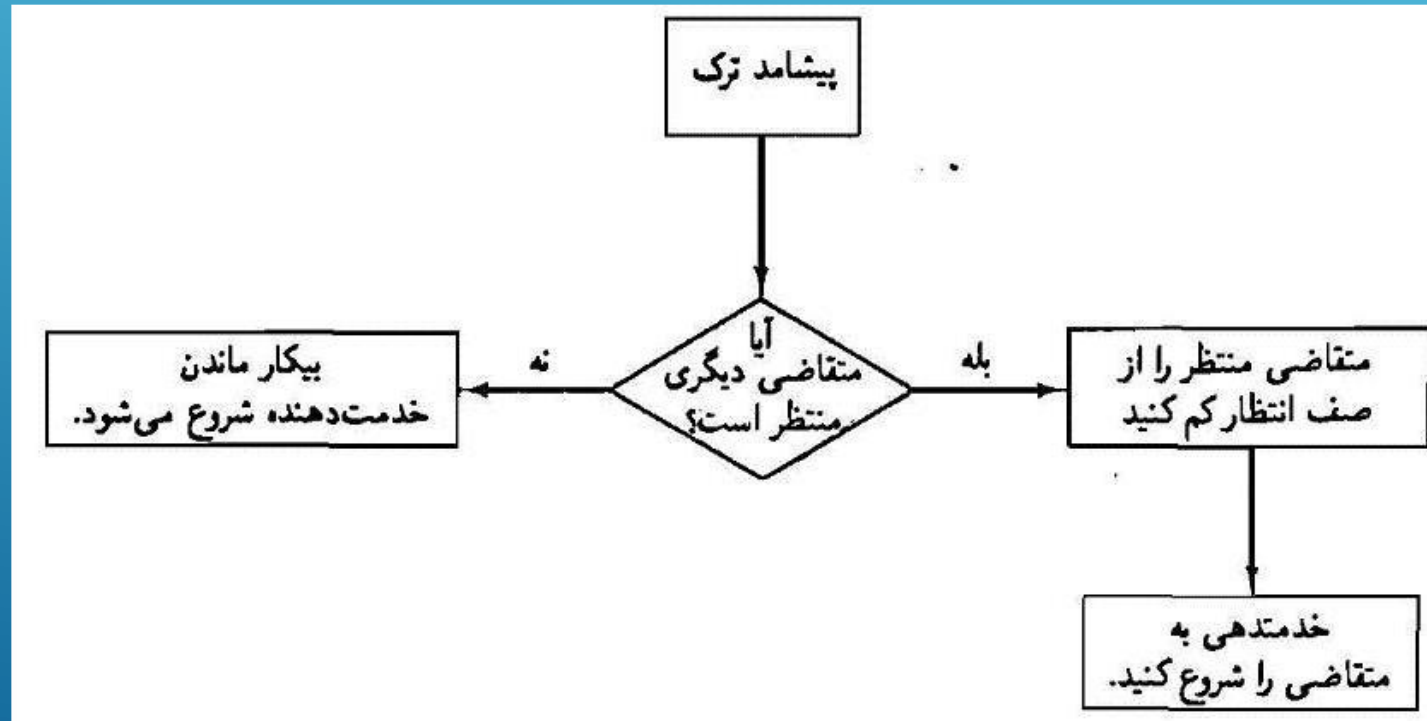 پیشامد ترک
آیا
متقاضی دیگری
منتظر است؟
بله
نه
متقاضی منتظر را از
صف انتظار کم کنید
بیکار ماندن
خدمت‌دهنده شروع می‌شود.
خدمتدهی به
متقاضی را شروع کنید.